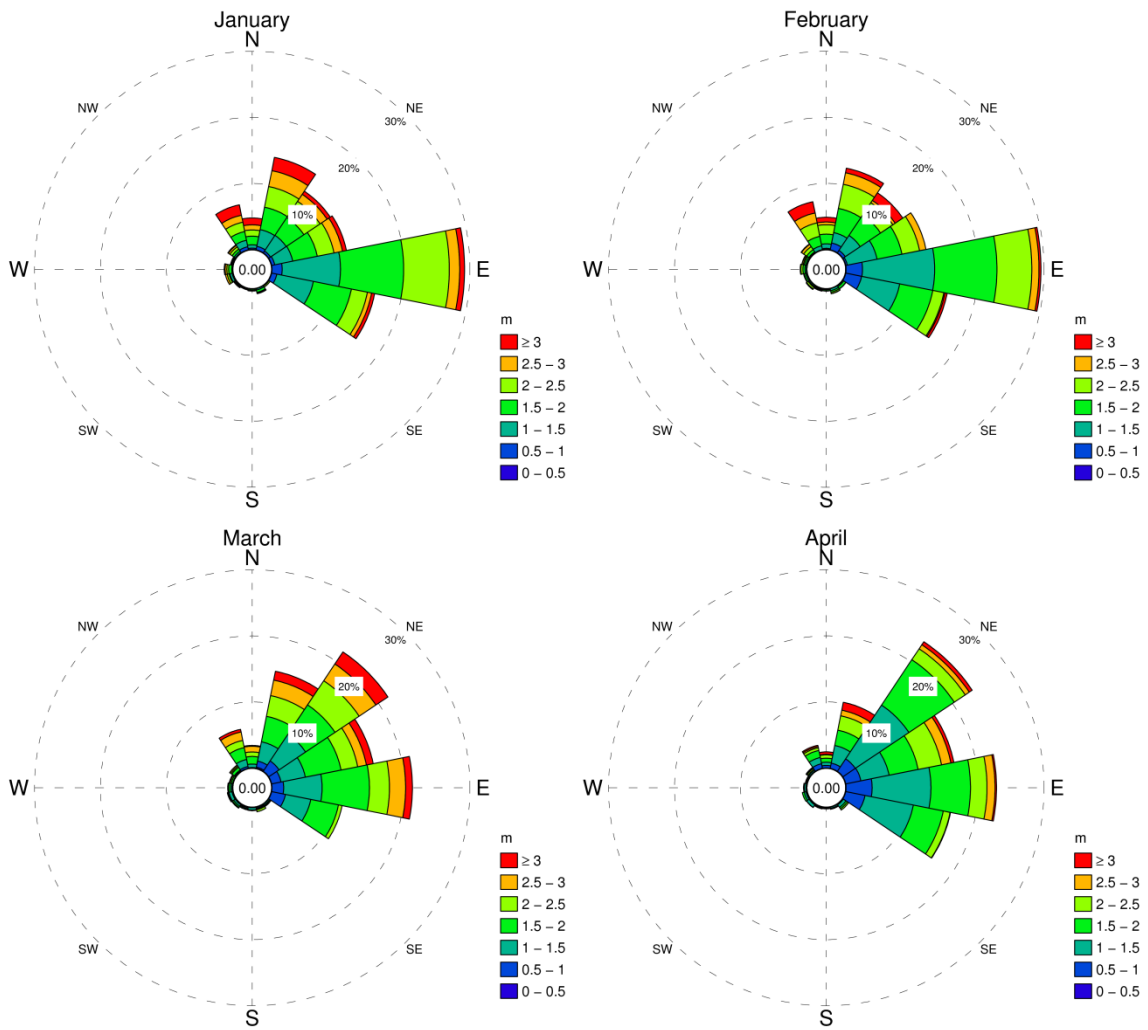 January
N
NW
NE
30%
20%
10%
W
0.00
E
SW
SE
S
m
≥ 3
2.5 − 3
2 − 2.5
1.5 − 2
1 − 1.5
0.5 − 1
0 − 0.5
February
N
NW
NE
30%
20%
10%
W
0.00
E
SW
SE
S
m
≥ 3
2.5 − 3
2 − 2.5
1.5 − 2
1 − 1.5
0.5 − 1
0 − 0.5
March
N
NW
NE
30%
20%
10%
W
0.00
E
SW
SE
S
m
≥ 3
2.5 − 3
2 − 2.5
1.5 − 2
1 − 1.5
0.5 − 1
0 − 0.5
April
N
NW
NE
30%
20%
10%
W
0.00
E
SW
SE
S
m
≥ 3
2.5 − 3
2 − 2.5
1.5 − 2
1 − 1.5
0.5 − 1
0 − 0.5